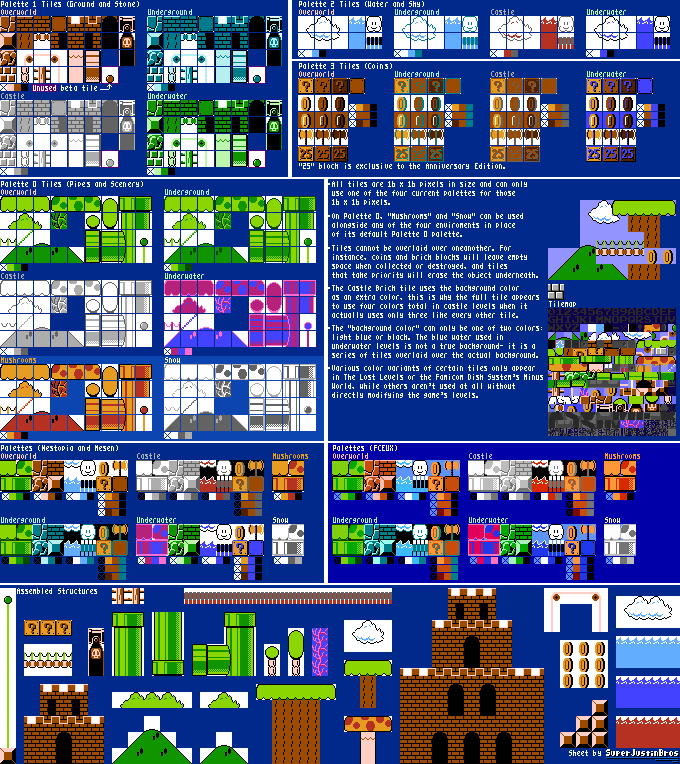 Palette 1 Tiles (Ground and Stone)
Overworld
Underground
Unused beta tile
Castle
Underwater
Palette 2 Tiles (Water and Sky)
Overworld
Underground
Castle
Underwater
Palette 3 Tiles (Coins)
Overworld
Underground
Castle
Underwater
25 25 25
25 25 25
25 25 25
25 25 25
"25" block is exclusive to the Anniversary Edition.
Palette 0 Tiles (Pipes and Scenery)
Overworld
Underground
Castle
Underwater
Mushrooms
Snow
All tiles are 16 x 16 pixels in size and can only
use one of the four current palettes for those
16 x 16 pixels.
On Palette 0, "Mushrooms" and "Snow" can be used
alongside any of the four enviroments in place
of its default Palette 0 palette.
Tiles cannot be overlaid over oneanother. For
instance, coins and brick blocks will leave empty
space when collected or destroyed, and tiles
that take priority will erase the object underneath.
The Castle Brick tile uses the background color
as an extra color, this is why the full tile appears
to use four colors total in castle levels when it
actually uses only three like every other tile.
The "background color" can only be one of two colors:
light blue or black. The blue water used in
underwater levels is not a true background- it is a
series of tiles overlaid over the actual background.
Various color variants of certain tiles only appear
in The Lost Levels or the Famicom Disk System's Minus
World, while others aren't used at all without
directly modifying the game's levels.
Tilemap
Palettes (Nestopia and Mesen)
Overworld
Castle
Mushrooms
Underground
Underwater
Snow
Palettes (FCEUX)
Overworld
Castle
Mushrooms
Underground
Underwater
Snow
Assembled Structures
Sheet by SuperJustinBros